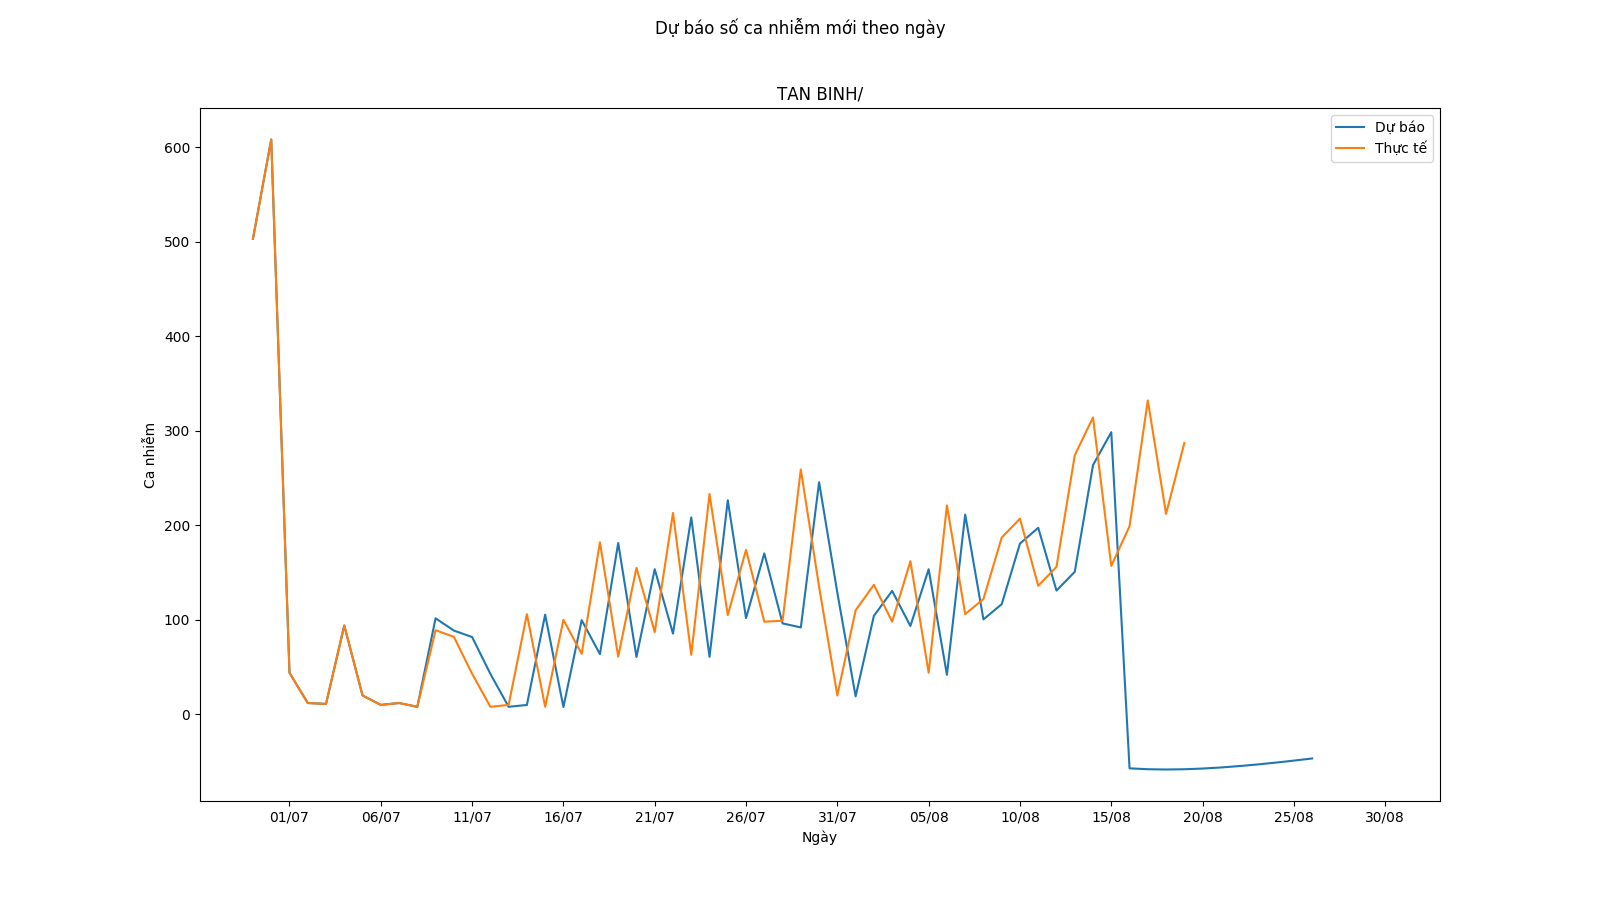 Dự báo số ca nhiễm mới theo ngày
TAN BINH/
Dự báo
Thực tế
600
500
400
300
200
100
0
Ca nhiễm
01/07 06/07 11/07 16/07 21/07 26/07 31/07 05/08 10/08 15/08 20/08 25/08 30/08
Ngày